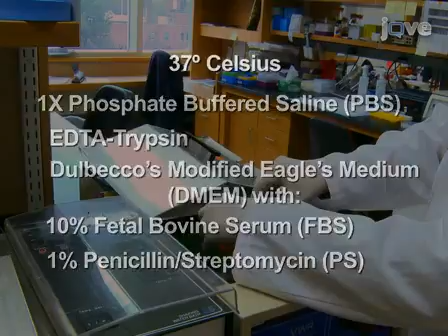 jove
37º Celsius
1X Phosphate Buffered Saline (PBS),
EDTA-Trypsin
Dulbecco's Modified Eagle's Medium
(DMEM) with:
10% Fetal Bovine Serum (FBS)
1% Penicillin/Streptomycin (PS)